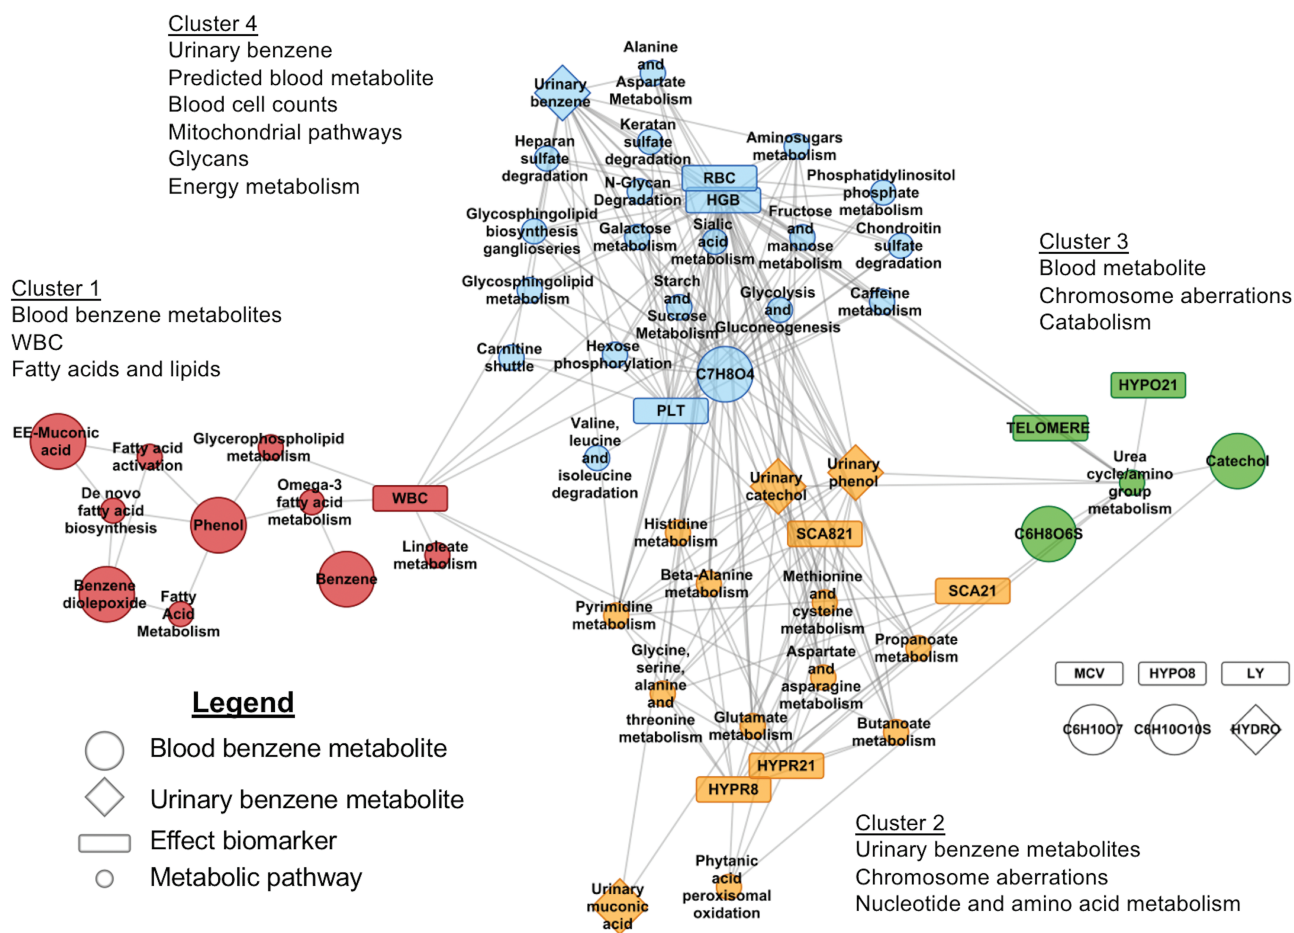 Cluster 4
Urinary benzene
Predicted blood metabolite
Blood cell counts
Mitochondrial pathways
Glycans
Energy metabolism
Urinary
benzene
Alanine
and
Aspartate
Metabolism
Keratan
sulfate
degradation
Aminosugars
metabolism
Heparan
sulfate
degradation
RBC
HGB
N-Glycan
Degradation
Phosphatidylinositol
phosphate
metabolism
Glycosphingolipid
biosynthesis
ganglioseries
Galactose
metabolism
Sialic
acid
metabolism
Fructose
and
mannose
metabolism
Chondroitin
sulfate
degradation
Glycosphingolipid
metabolism
Starch
and
Sucrose
Metabolism
Glycolysis
and
Gluconeogenesis
Caffeine
metabolism
Carnitine
shuttle
Hexose
phosphorylation
C7H8O4
PLT
Valine,
leucine
and
isoleucine
degradation
Cluster 3
Blood metabolite
Chromosome aberrations
Catabolism
HYPO21
TELOMERE
Urea
cycle/amino
group
metabolism
Catechol
C6H8O6S
Cluster 1
Blood benzene metabolites
WBC
Fatty acids and lipids
EE-Muconic
acid
Fatty acid
activation
Glycerophospholipid
metabolism
De novo
fatty acid
biosynthesis
Phenol
Omega-3
fatty acid
metabolism
WBC
Linoleate
metabolism
Benzene
Benzene
diolepoxide
Fatty
Acid
Metabolism
Urinary
catechol
Urinary
phenol
Histidine
metabolism
SCA821
Beta-Alanine
metabolism
Methionine
and
cysteine
metabolism
SCA21
Pyrimidine
metabolism
Propanoate
metabolism
Glycine,
serine,
alanine
and
threonine
metabolism
Aspartate
and
asparagine
metabolism
Glutamate
metabolism
Butanoate
metabolism
HYPR21
HYPR8
Urinary
muconic
acid
Phytanic
acid
peroxisomal
oxidation
MCV
HYPO8
LY
C6H10O7
C6H10O10S
HYDRO
Legend
Blood benzene metabolite
Urinary benzene metabolite
Effect biomarker
Metabolic pathway
Cluster 2
Urinary benzene metabolites
Chromosome aberrations
Nucleotide and amino acid metabolism